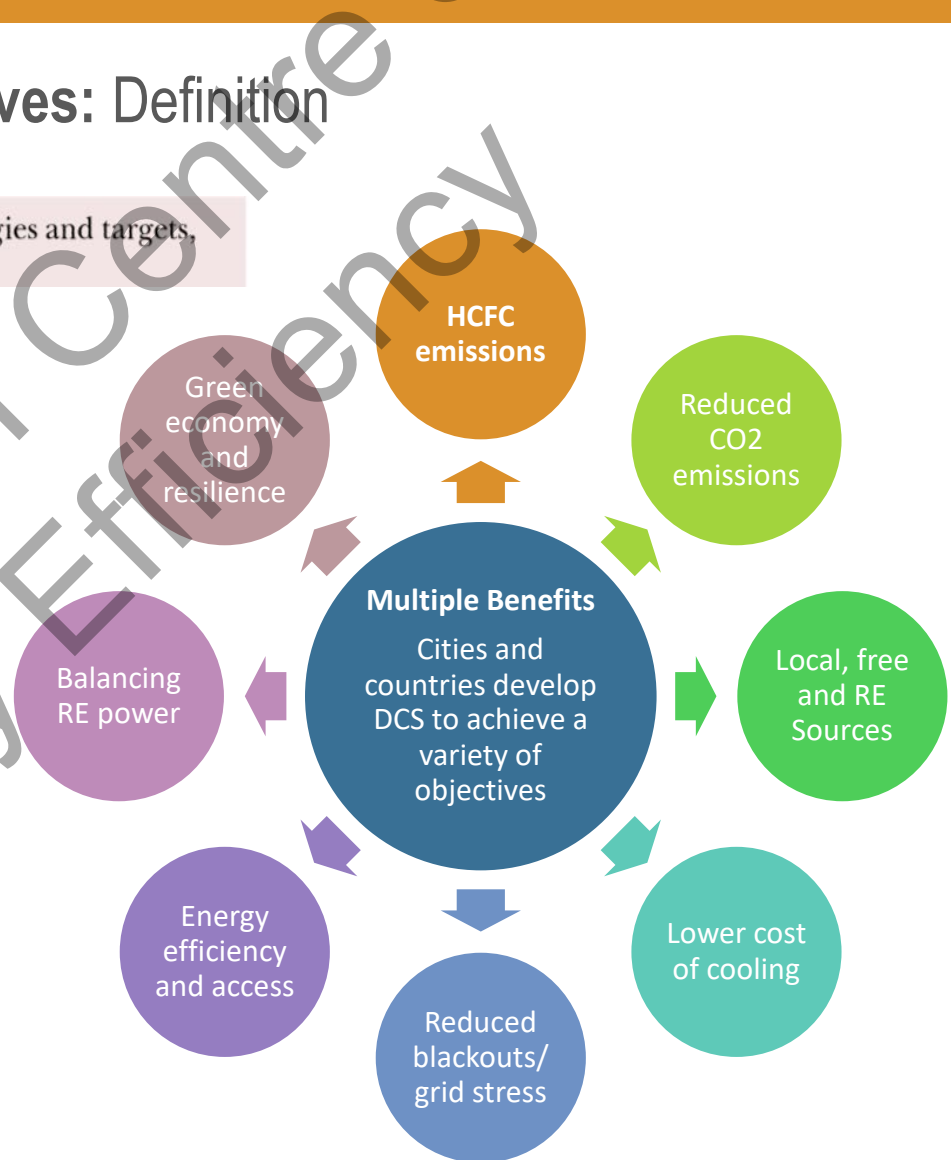 ves: Definition
gies and targets,
HCFC
emissions
Reduced
CO2
emissions
Local, free
and RE
Sources
Lower cost
of cooling
Reduced
blackouts/
grid stress
Energy
efficiency
and access
Balancing
RE power
Green
economy
and
resilience
Multiple Benefits
Cities and
countries develop
DCS to achieve a
variety of
objectives
Centre
y Efficiency